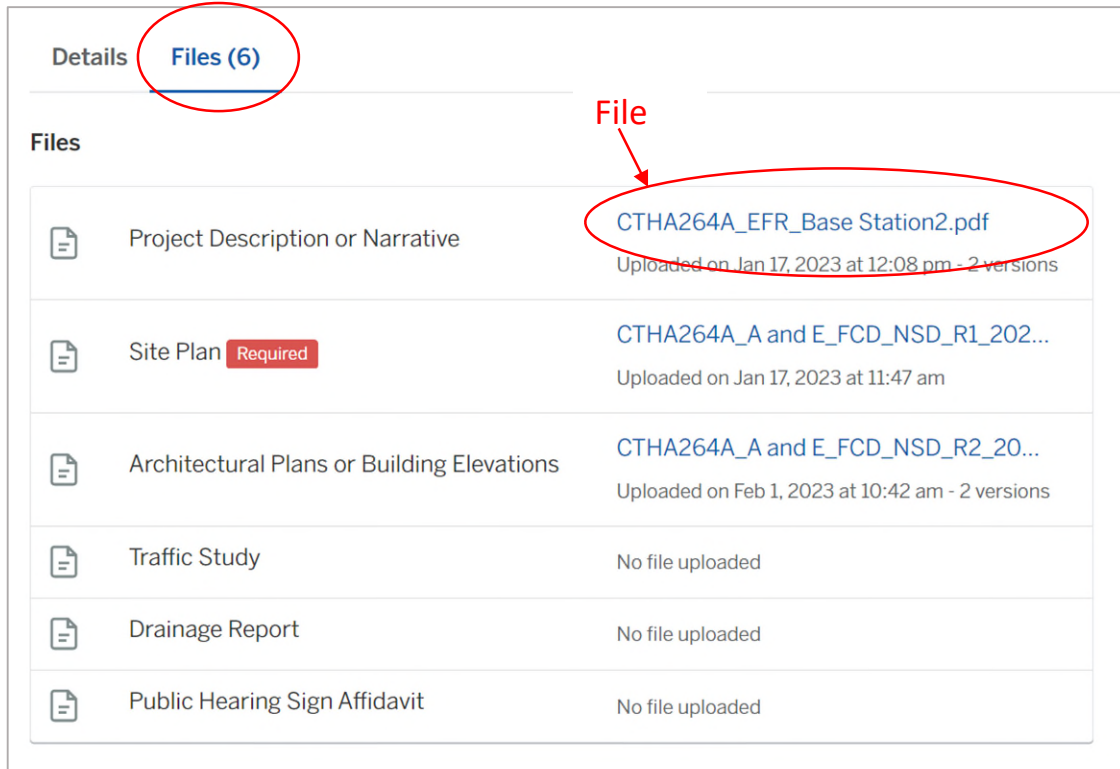 Details Files (6)
File
Files
Project Description or Narrative
CTHA264A_EFR_Base Station2.pdf
Uploaded on Jan 17, 2023 at 12:08 pm - 2 versions
Site Plan Required
CTHA264A_A and E_FCD_NSD_R1_202...
Uploaded on Jan 17, 2023 at 11:47 am
Architectural Plans or Building Elevations
CTHA264A_A and E_FCD_NSD_R2_20...
Uploaded on Feb 1, 2023 at 10:42 am - 2 versions
Traffic Study
No file uploaded
Drainage Report
No file uploaded
Public Hearing Sign Affidavit
No file uploaded